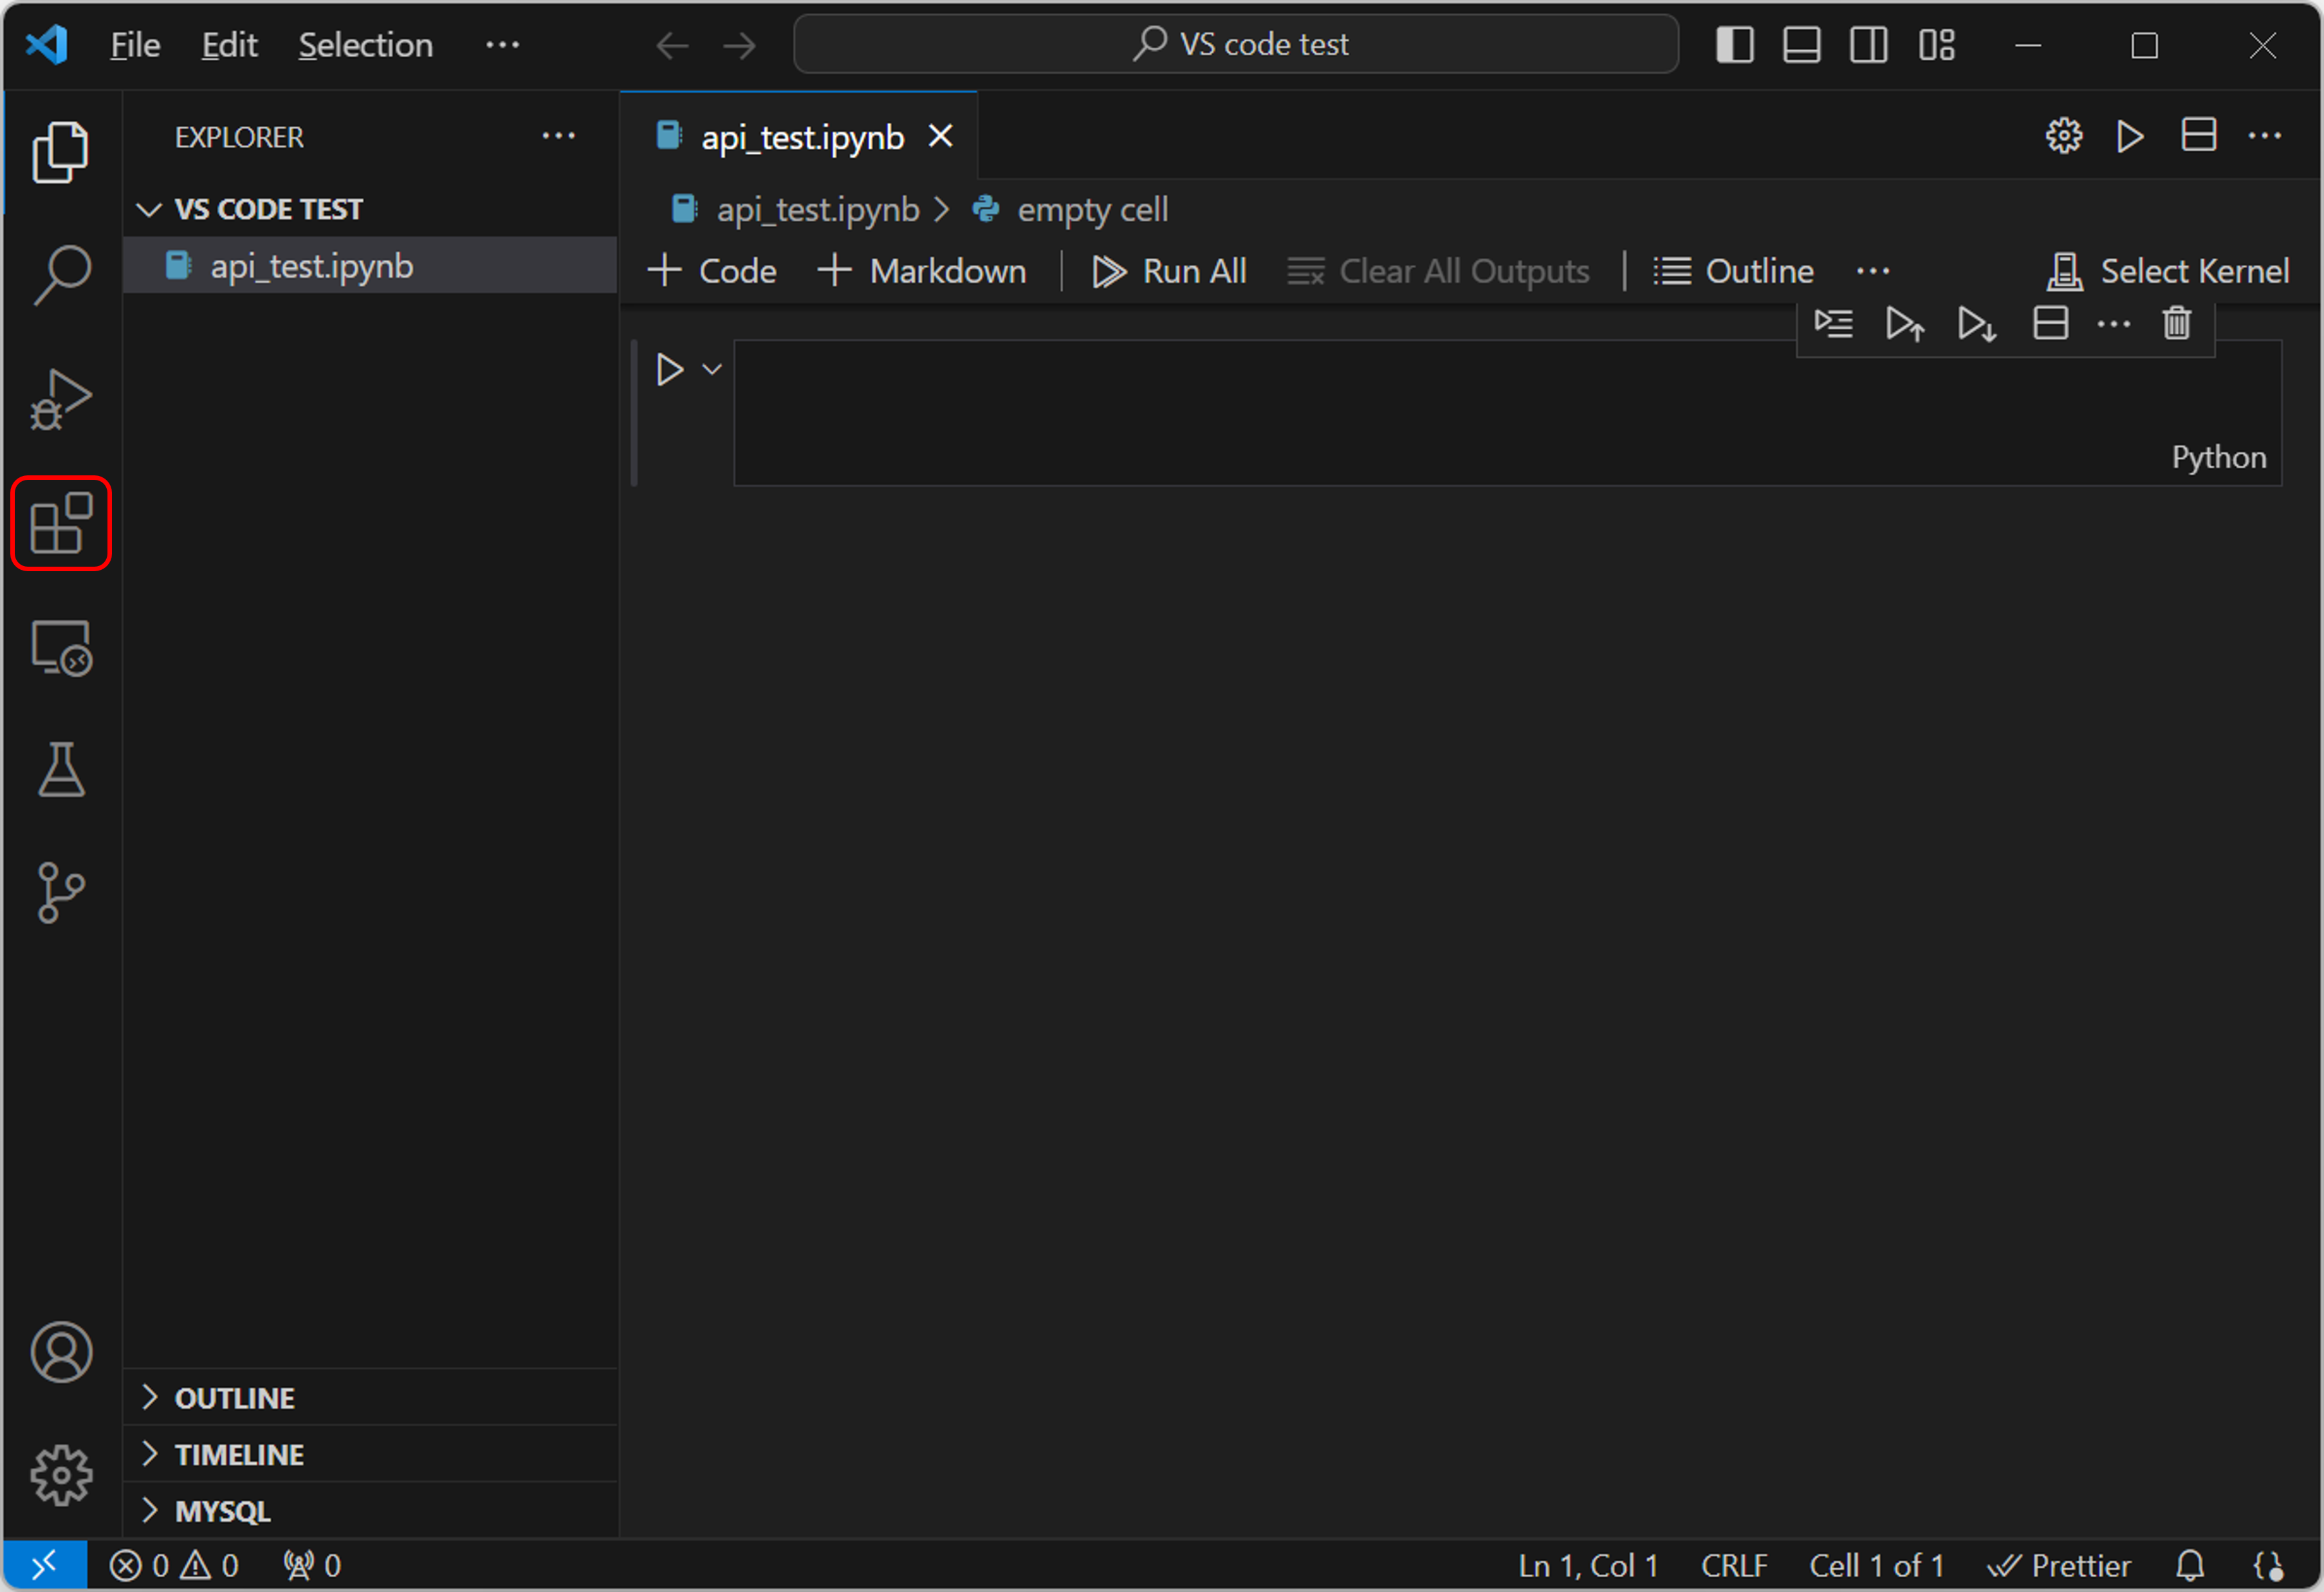 File Edit Selection ··· VS code test
EXPLORER ···
api_test.ipynb
VS CODE TEST
api_test.ipynb
api_test.ipynb > empty cell
Code Markdown | Run All Clear All Outputs | Outline ··· Select Kernel
Python
OUTLINE
TIMELINE
MYSQL
0 0 0 Ln 1, Col 1 CRLF Cell 1 of 1 Prettier